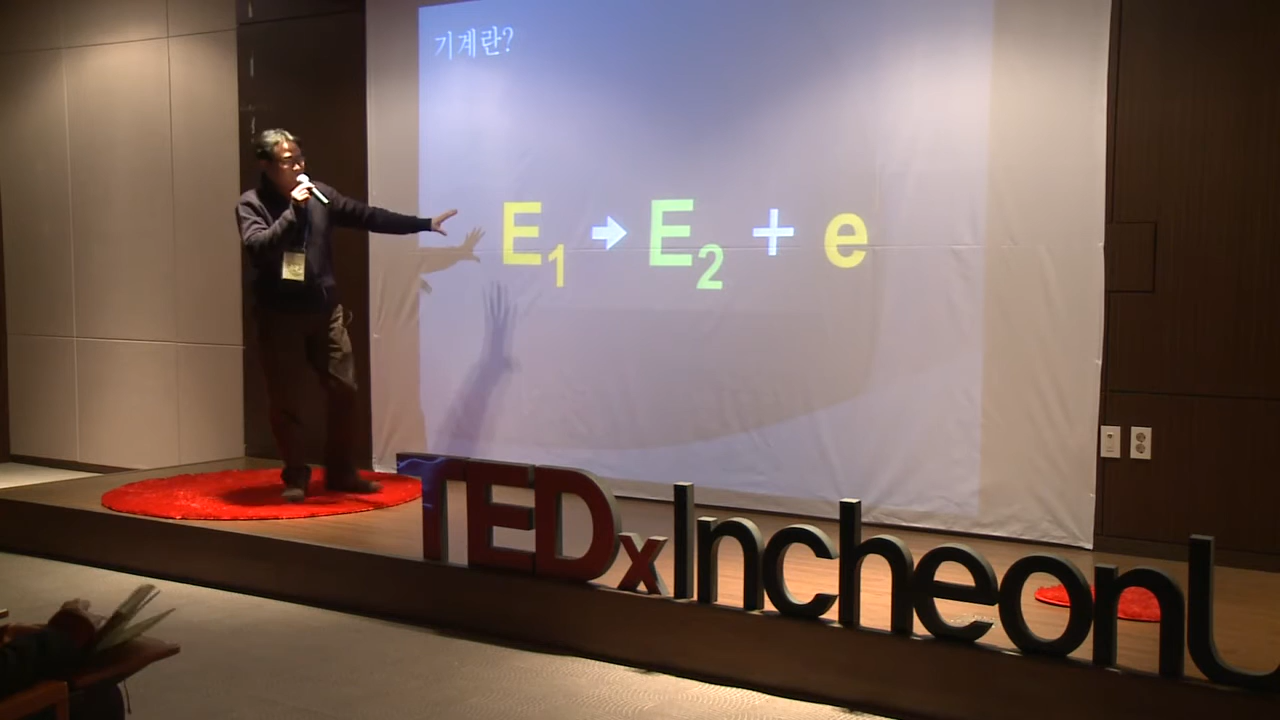 기계란?
E₁ → E₂ + e
TEDxIncheonU